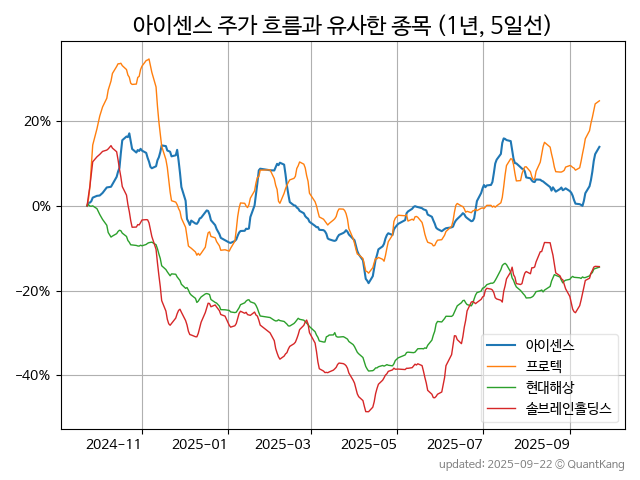 아이센스 주가 흐름과 유사한 종목 (1년, 5일선)
20%
0%
−20%
−40%
2024-11
2025-01
2025-03
2025-05
2025-07
2025-09
아이센스
프로텍
현대해상
솔브레인홀딩스
updated: 2025-09-22 © QuantKang